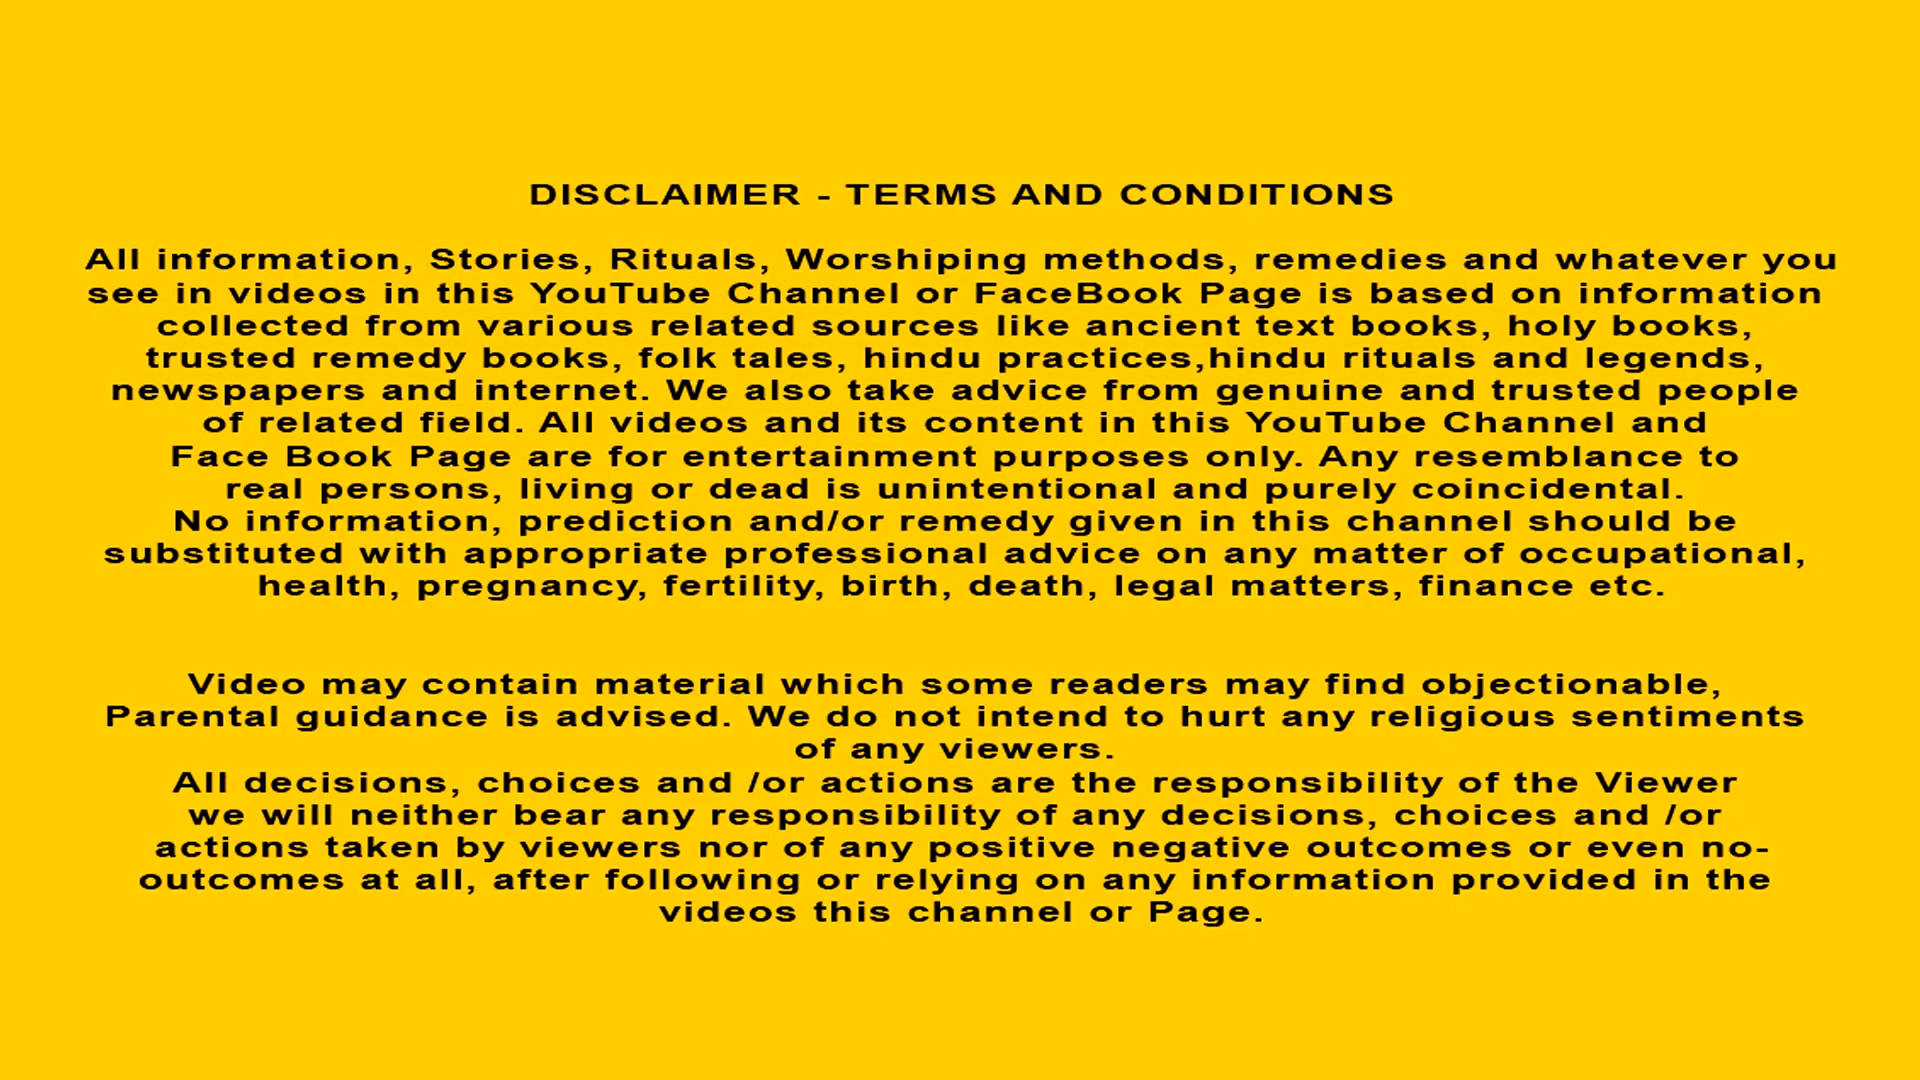 DISCLAIMER - TERMS AND CONDITIONS
All information, Stories, Rituals, Worshiping methods, remedies and whatever you
see in videos in this YouTube Channel or FaceBook Page is based on information
collected from various related sources like ancient text books, holy books,
trusted remedy books, folk tales, hindu practices,hindu rituals and legends,
newspapers and internet. We also take advice from genuine and trusted people
of related field. All videos and its content in this YouTube Channel and
Face Book Page are for entertainment purposes only. Any resemblance to
real persons, living or dead is unintentional and purely coincidental.
No information, prediction and/or remedy given in this channel should be
substituted with appropriate professional advice on any matter of occupational,
health, pregnancy, fertility, birth, death, legal matters, finance etc.
Video may contain material which some readers may find objectionable,
Parental guidance is advised. We do not intend to hurt any religious sentiments
of any viewers.
All decisions, choices and /or actions are the responsibility of the Viewer
we will neither bear any responsibility of any decisions, choices and /or
actions taken by viewers nor of any positive negative outcomes or even no-
outcomes at all, after following or relying on any information provided in the
videos this channel or Page.